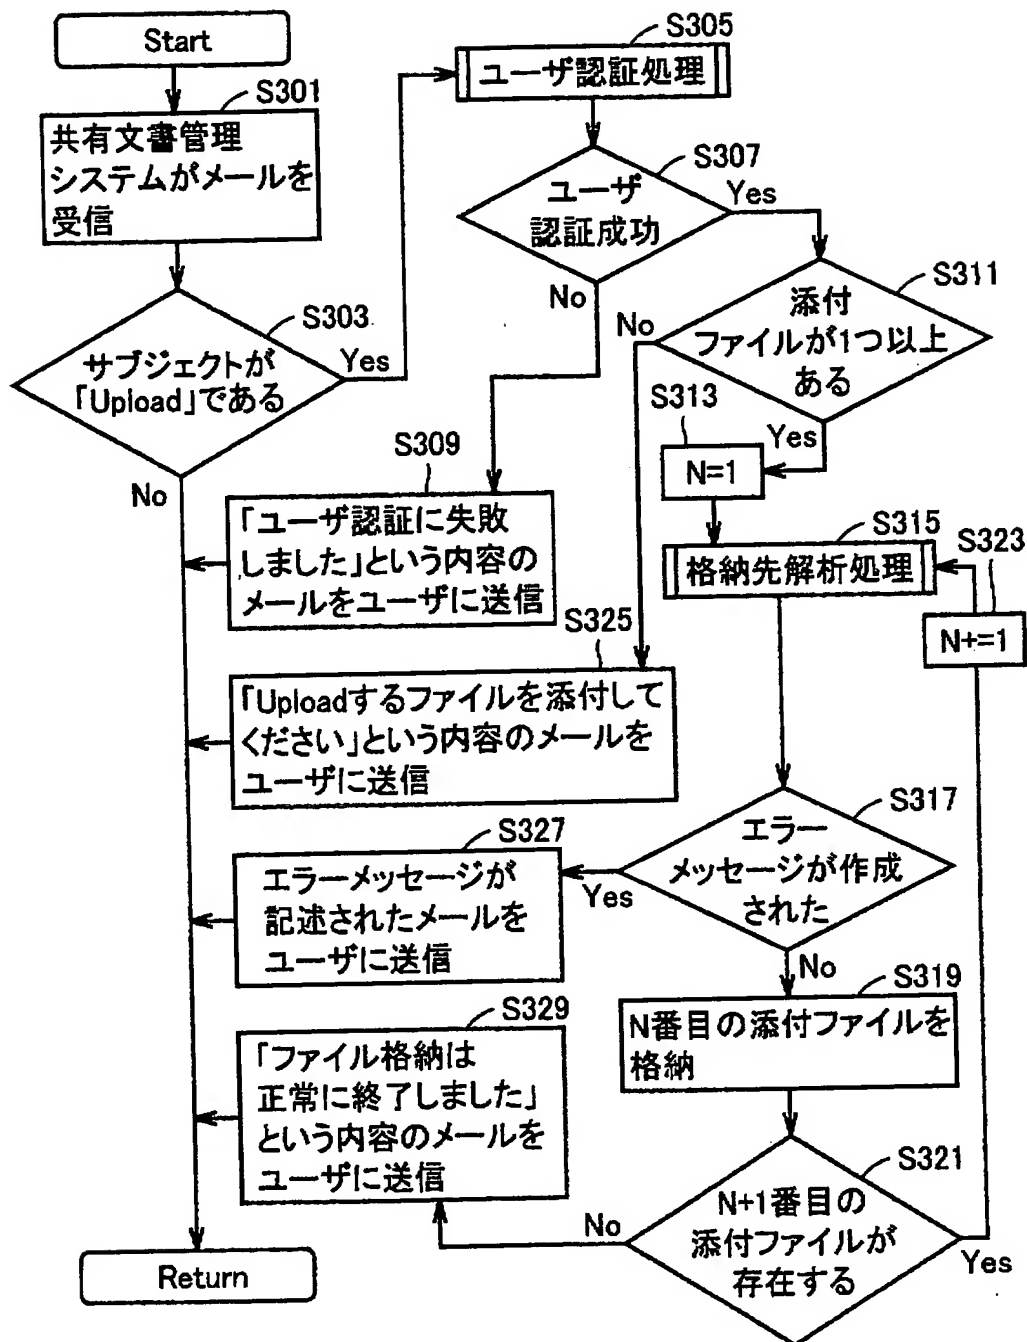 Start
S301
共有文書管理
システムがメールを
受信
S303
サブジェクトが
「Upload」である
Yes
No
S305
ユーザ認証処理
S307
ユーザ
認証成功
Yes
No
S309
「ユーザ認証に失敗
しました」という内容の
メールをユーザに送信
S311
添付
ファイルが1つ以上
ある
No
Yes
S313
N=1
S315
格納先解析処理
S323
N+=1
S325
「Uploadするファイルを添付して
ください」という内容のメールを
ユーザに送信
S317
エラー
メッセージが作成
された
Yes
No
S327
エラーメッセージが
記述されたメールを
ユーザに送信
S319
N番目の添付ファイルを
格納
S329
「ファイル格納は
正常に終了しました」
という内容のメールを
ユーザに送信
S321
N+1番目の
添付ファイルが
存在する
No
Yes
Return